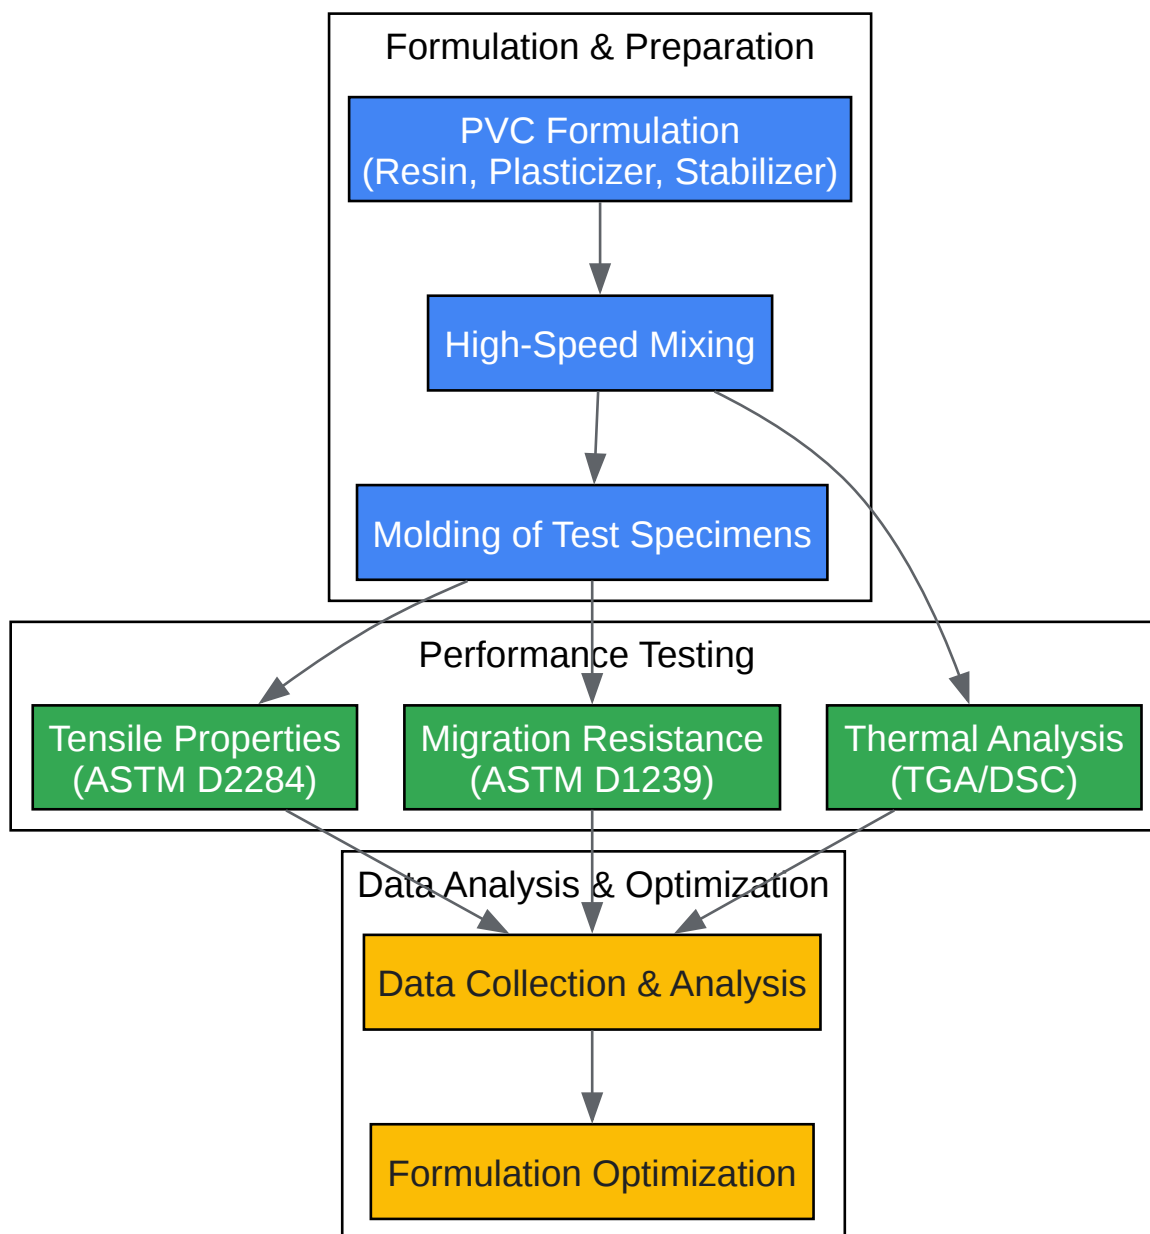 Formulation & Preparation
PVC Formulation
(Resin, Plasticizer, Stabilizer)
High-Speed Mixing
Molding of Test Specimens
Performance Testing
Tensile Properties
(ASTM D2284)
Migration Resistance
(ASTM D1239)
Thermal Analysis
(TGA/DSC)
Data Analysis & Optimization
Data Collection & Analysis
Formulation Optimization